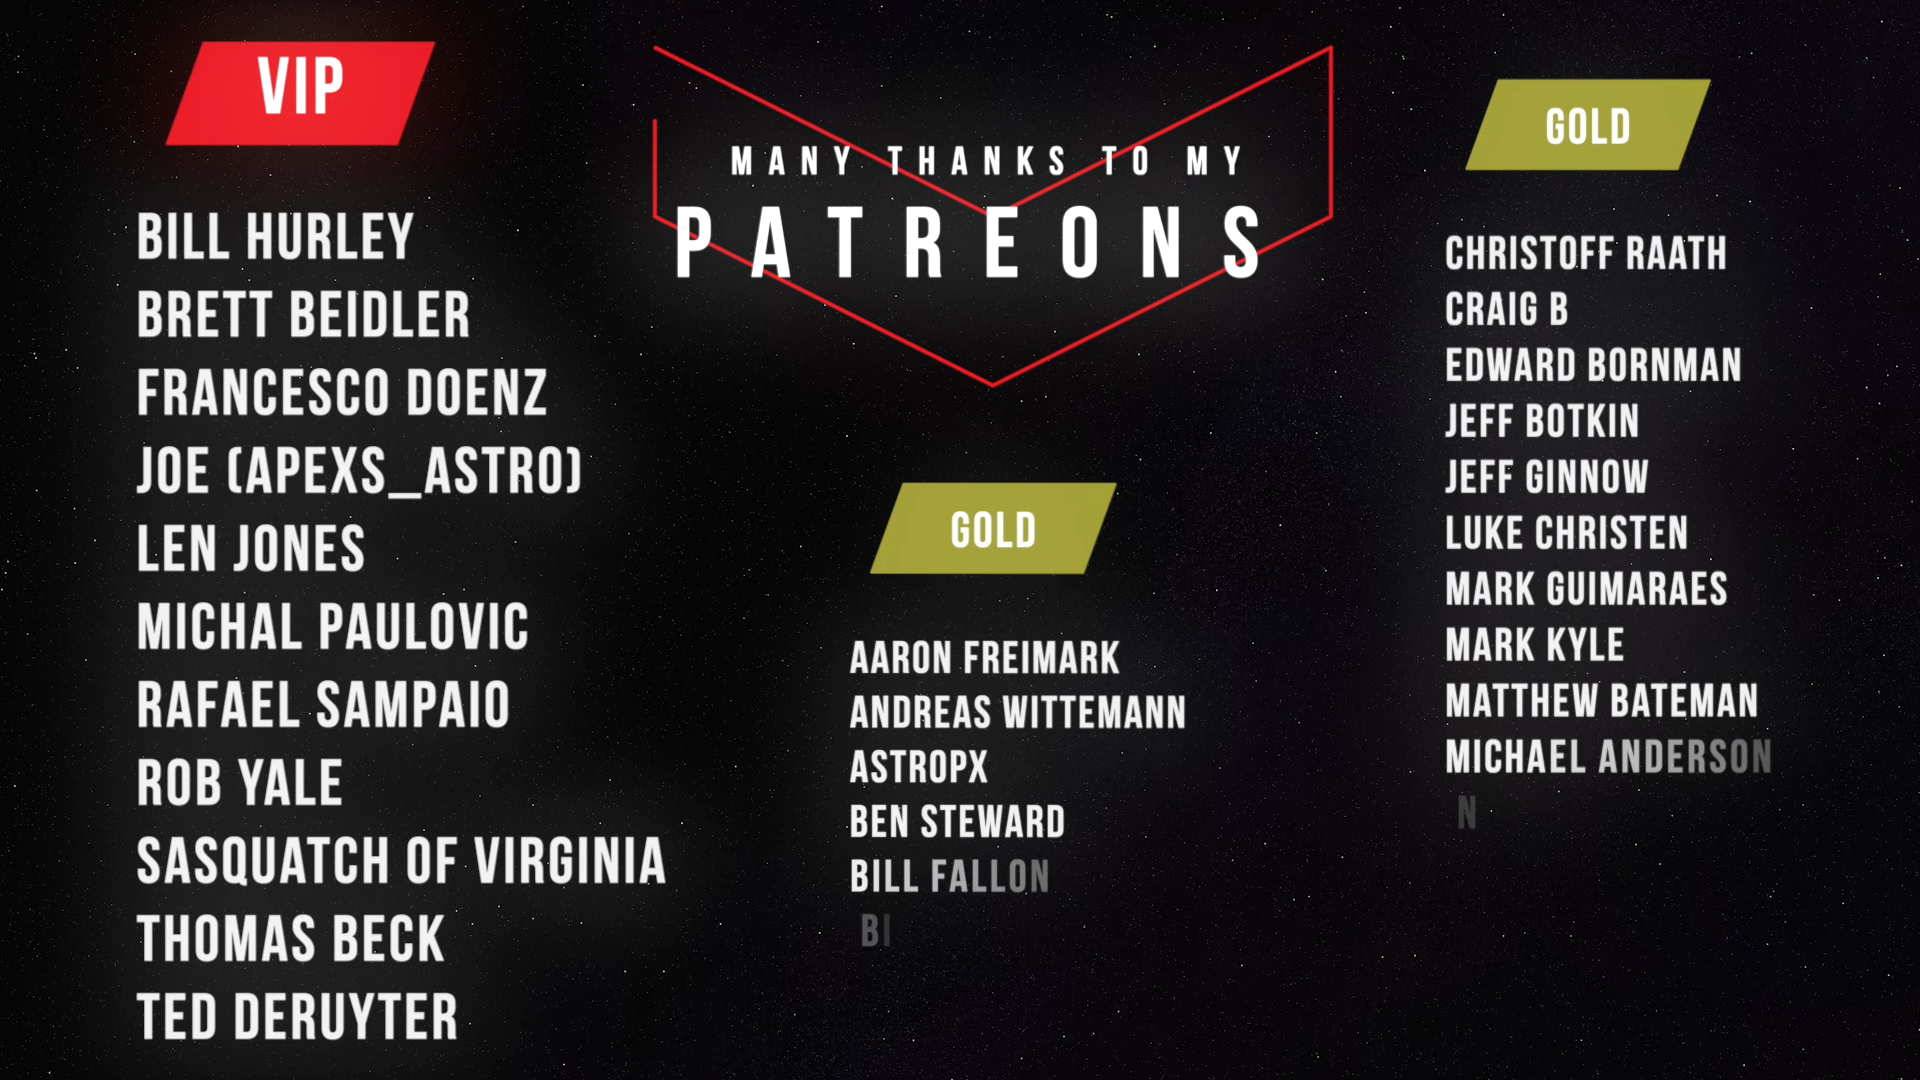 VIP
BILL HURLEY
BRETT BEIDLER
FRANCESCO DOENZ
JOE (APEXS_ASTRO)
LEN JONES
MICHAL PAULOVIC
RAFAEL SAMPAIO
ROB YALE
SASQUATCH OF VIRGINIA
THOMAS BECK
TED DERUYTER
MANY THANKS TO MY
PATREONS
GOLD
AARON FREIMARK
ANDREAS WITTEMANN
ASTROPX
BEN STEWARD
BILL FALLON
BI
GOLD
CHRISTOFF RAATH
CRAIG B
EDWARD BORNMAN
JEFF BOTKIN
JEFF GINNOW
LUKE CHRISTEN
MARK GUIMARAES
MARK KYLE
MATTHEW BATEMAN
MICHAEL ANDERSON
N